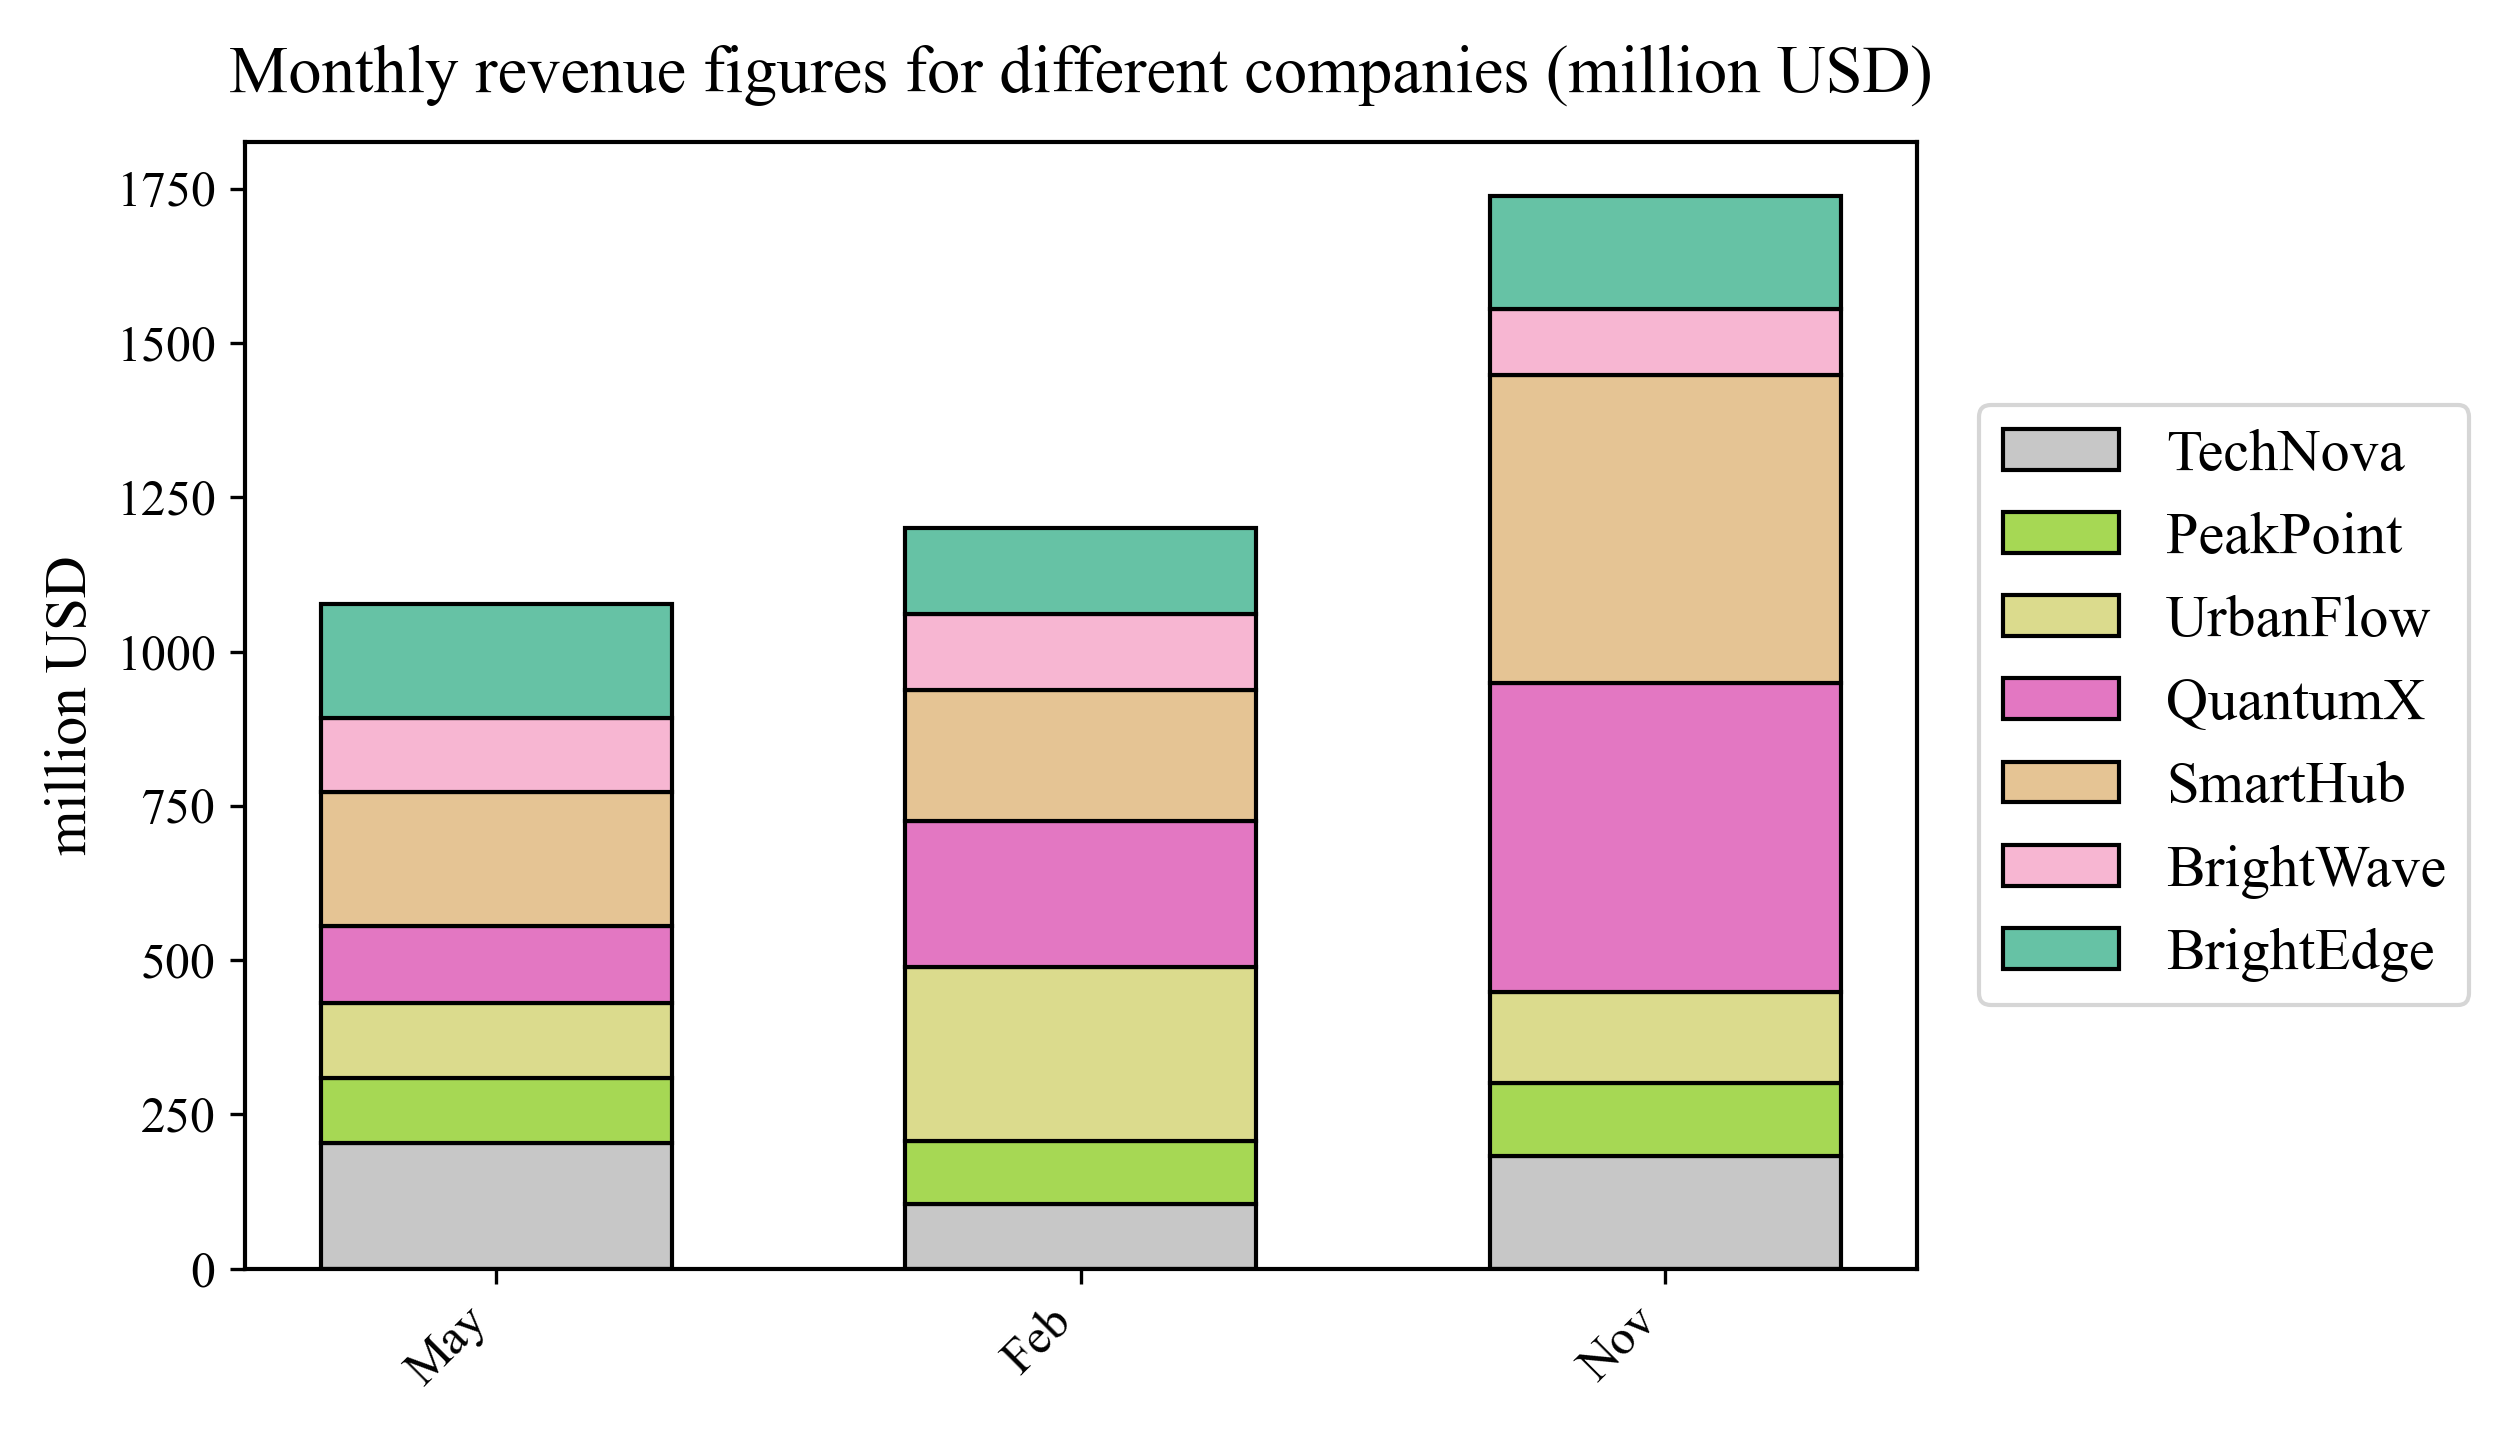 Monthly revenue figures for different companies (million USD)
million USD
1750
1500
1250
1000
750
500
250
0
May
Feb
Nov
TechNova
PeakPoint
UrbanFlow
QuantumX
SmartHub
BrightWave
BrightEdge